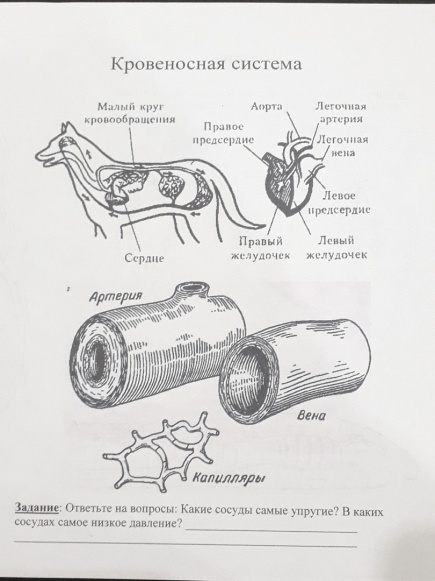 Кровеносная система
Малый круг
кровообращения
Аорта
Легочная
артерия
Правое
предсердие
Легочная
вена
Левое
предсердие
Сердце
Правый
желудочек
Левый
желудочек
Артерия
Вена
Капилляры
Задание: Ответьте на вопросы: Какие сосуды самые упругие? В каких
сосудах самое низкое давление?